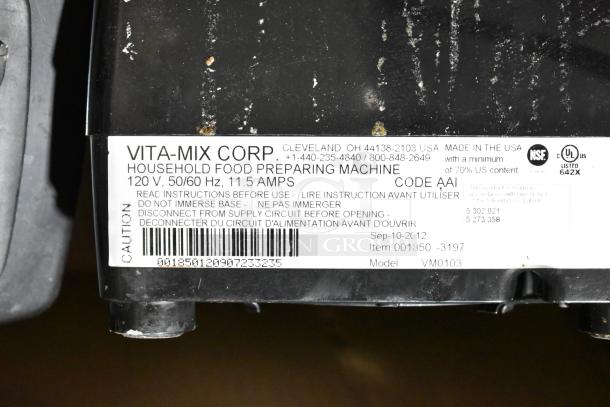 VITA-MIX CORP. CLEVELAND, OH 44138-2103 USA
+1-440-235-4840 / 800-848-2649
HOUSEHOLD FOOD PREPARING MACHINE
120 V, 50/60 Hz, 11.5 AMPS CODE AAI
MADE IN THE USA
with a minimum
of 70% US content
NSF
C UL US
LISTED
642X
CAUTION
READ INSTRUCTIONS BEFORE USE - LIRE INSTRUCTION AVANT UTILISER
DO NOT IMMERSE BASE - NE PAS IMMERGER
DISCONNECT FROM SUPPLY CIRCUIT BEFORE OPENING -
DECONNECTER DU CIRCUIT D'ALIMENTATION AVANT D'OUVRIR
5,302,021
5,273,358
Sep-10-2012
Item 001850 -3197
Model VM0103
001850120907233235
GROUP